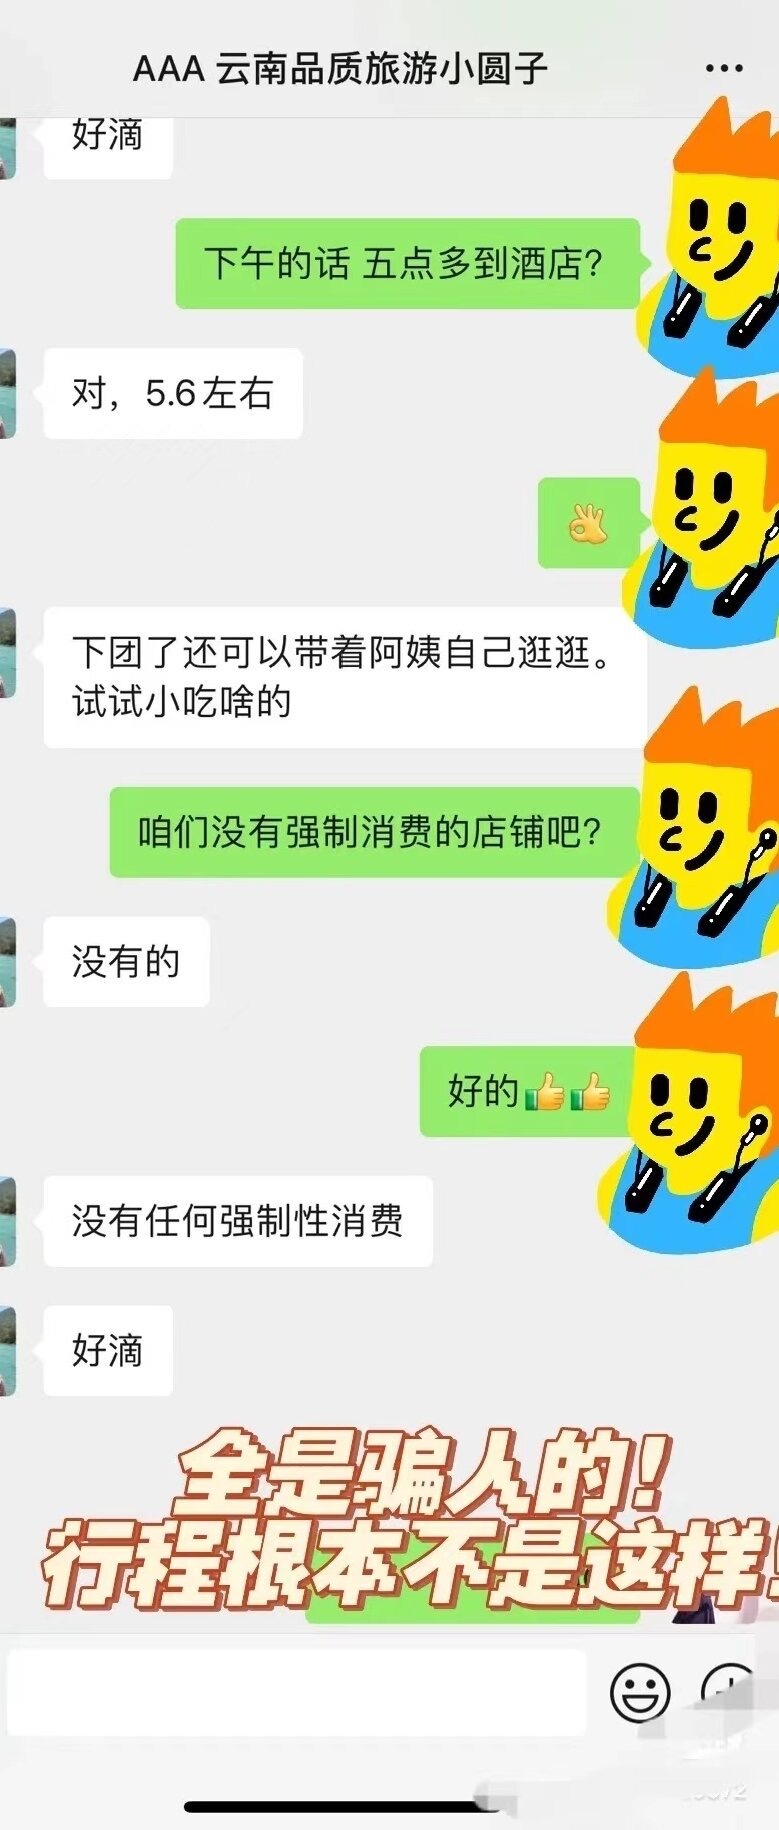 AAA 云南品质旅游小圆子
好滴
下午的话 五点多到酒店?
对，5.6左右
👌
下团了还可以带着阿姨自己逛逛。
试试小吃啥的
咱们没有强制消费的店铺吧?
没有的
好的👍👍
没有任何强制性消费
好滴
全是骗人的!
行程根本不是这样!